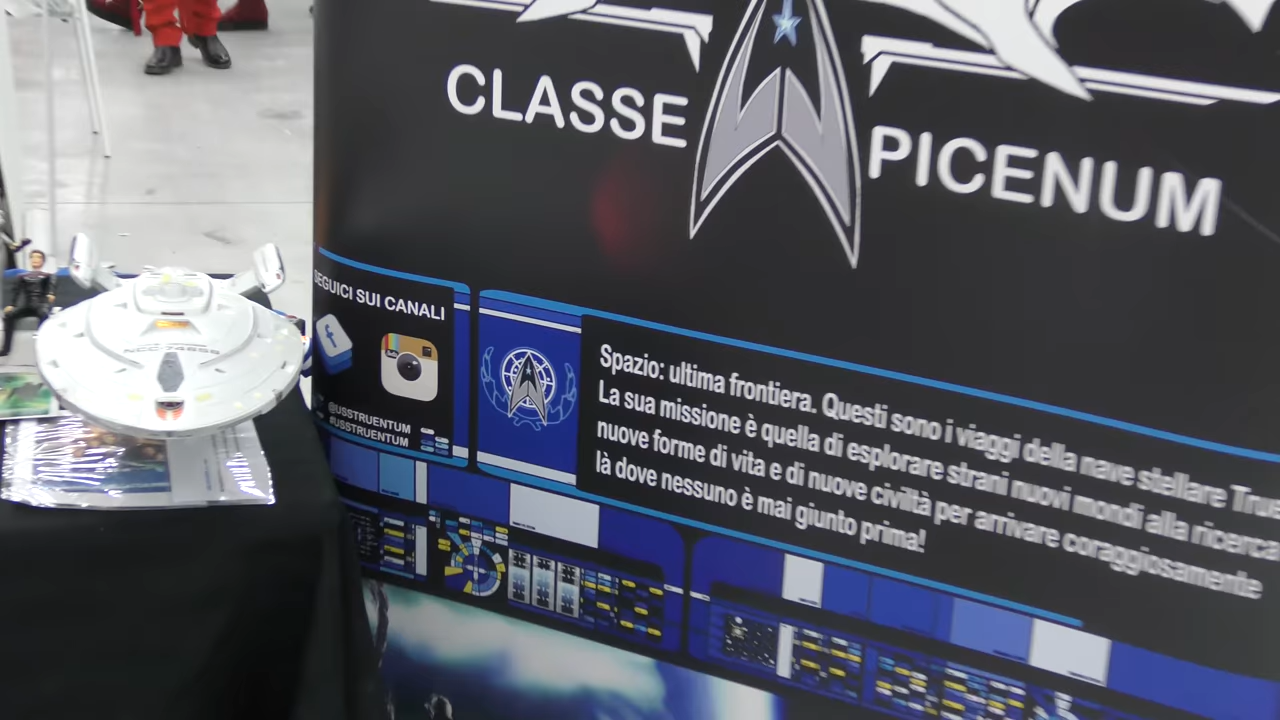 CLASSE PICENUM
SEGUICI SUI CANALI
@USSTRUENTUM
#USSTRUENTUM
Spazio: ultima frontiera. Questi sono i viaggi della nave stellare
La sua missione è quella di esplorare strani nuovi mondi alla ricerca
nuove forme di vita e di nuove civiltà per arrivare coraggiosamente
là dove nessuno è mai giunto prima!
NCC-74656